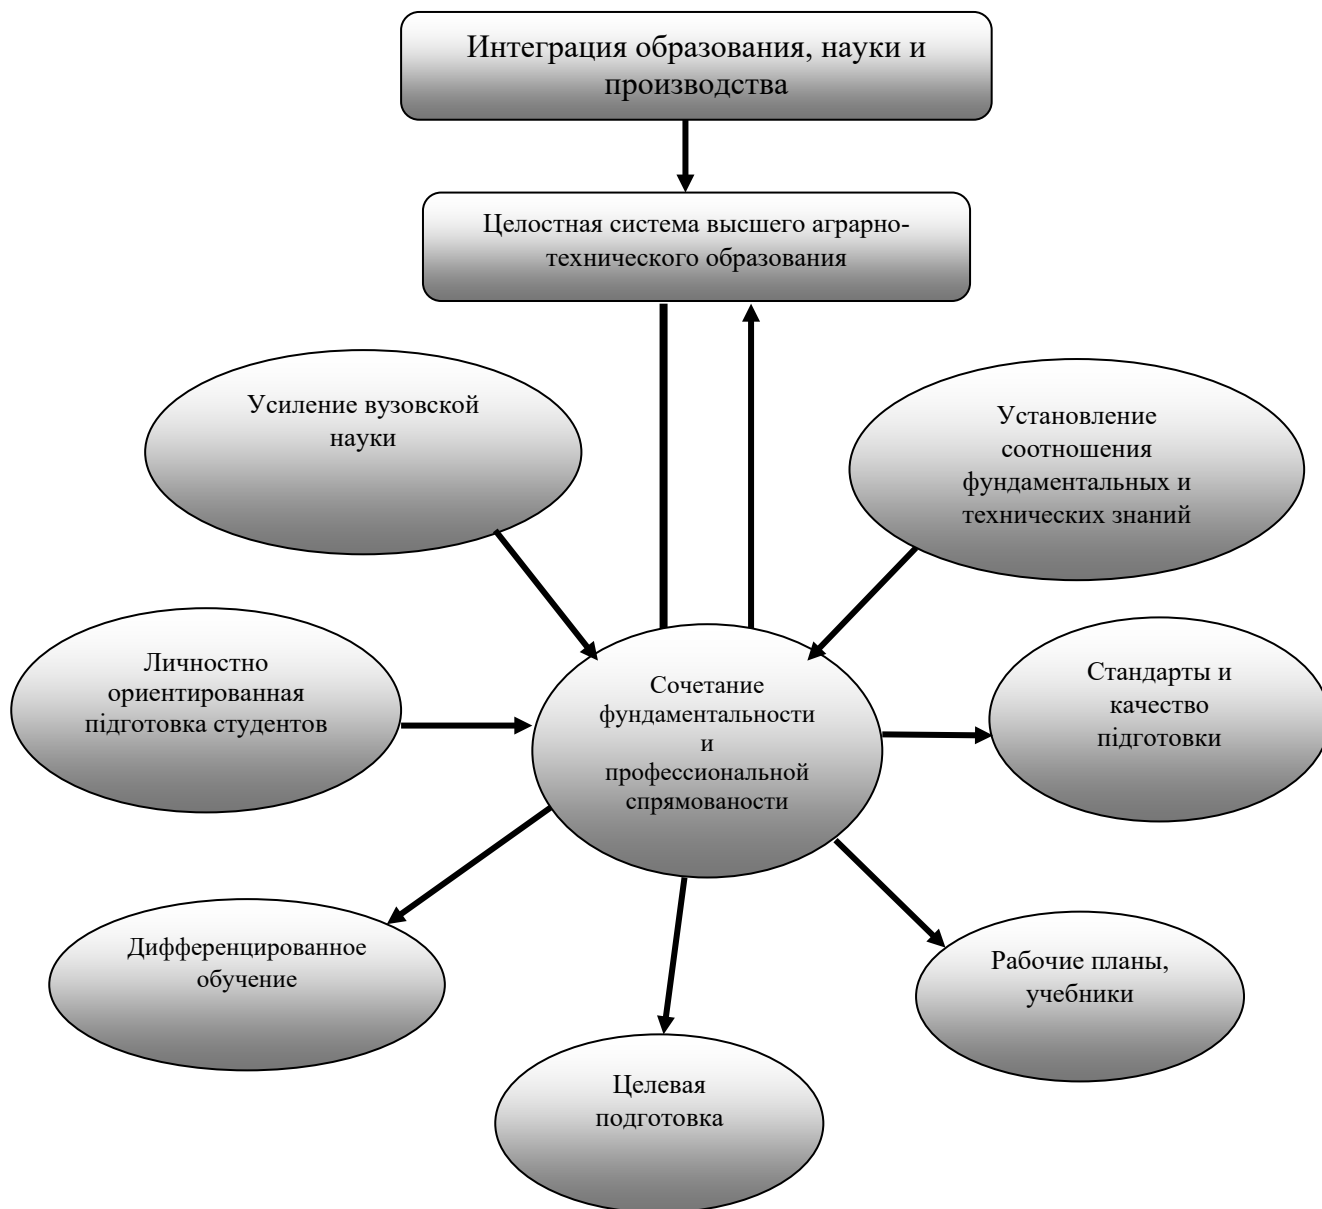 Интеграция образования, науки и
производства
Целостная система высшего аграрно-
технического образования
Усиление вузовской
науки
Установление
соотношения
фундаментальных и
технических знаний
Личностно
ориентированная
підготовка студентов
Сочетание
фундаментальности
и
профессиональной
спрямованости
Стандарты и
качество
підготовки
Дифференцированное
обучение
Рабочие планы,
учебники
Целевая
подготовка